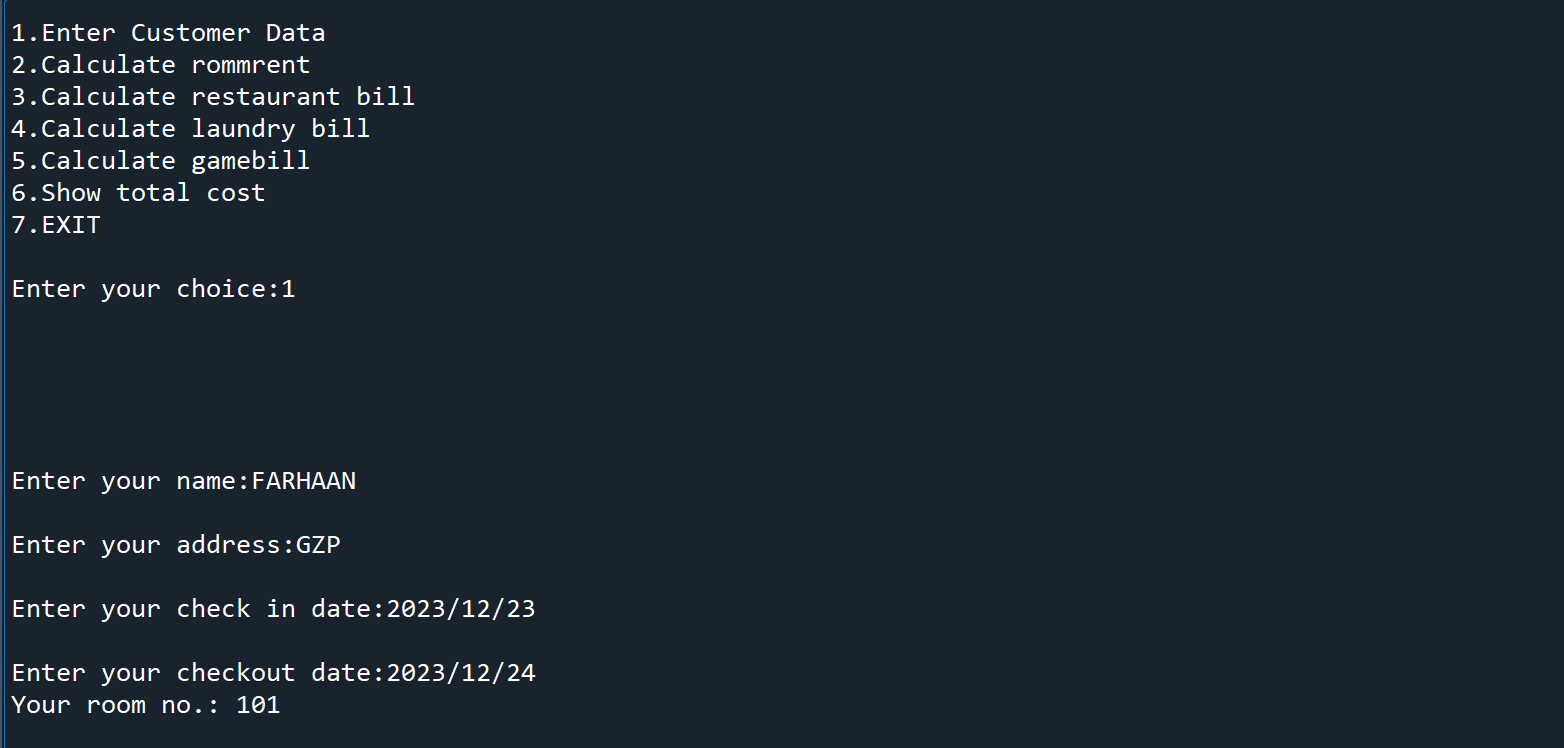 1.Enter Customer Data
2.Calculate rommrent
3.Calculate restaurant bill
4.Calculate laundry bill
5.Calculate gamebill
6.Show total cost
7.EXIT
Enter your choice:1
Enter your name:FARHAAN
Enter your address:GZP
Enter your check in date:2023/12/23
Enter your checkout date:2023/12/24
Your room no.: 101